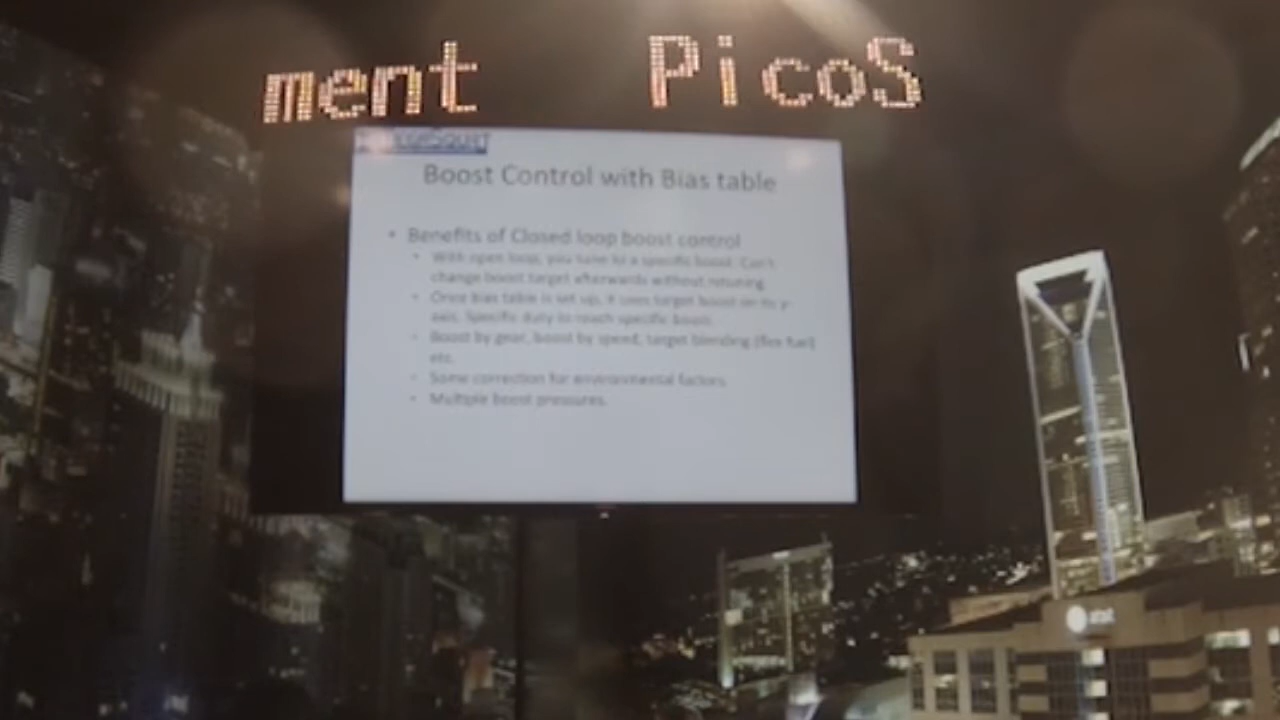 ment PicoS
MegaSquirt
Boost Control with Bias table
• Benefits of Closed loop boost control
• With open loop, you tune to a specific boost. Can't
change boost target afterwards without retuning
• Once bias table is set up, it uses target boost on its y-
axis. Specific duty to reach specific boost.
• Boost by gear, boost by speed, target blending (flex fuel)
etc.
• Some correction for environmental factors.
• Multiple boost pressures.
at&t